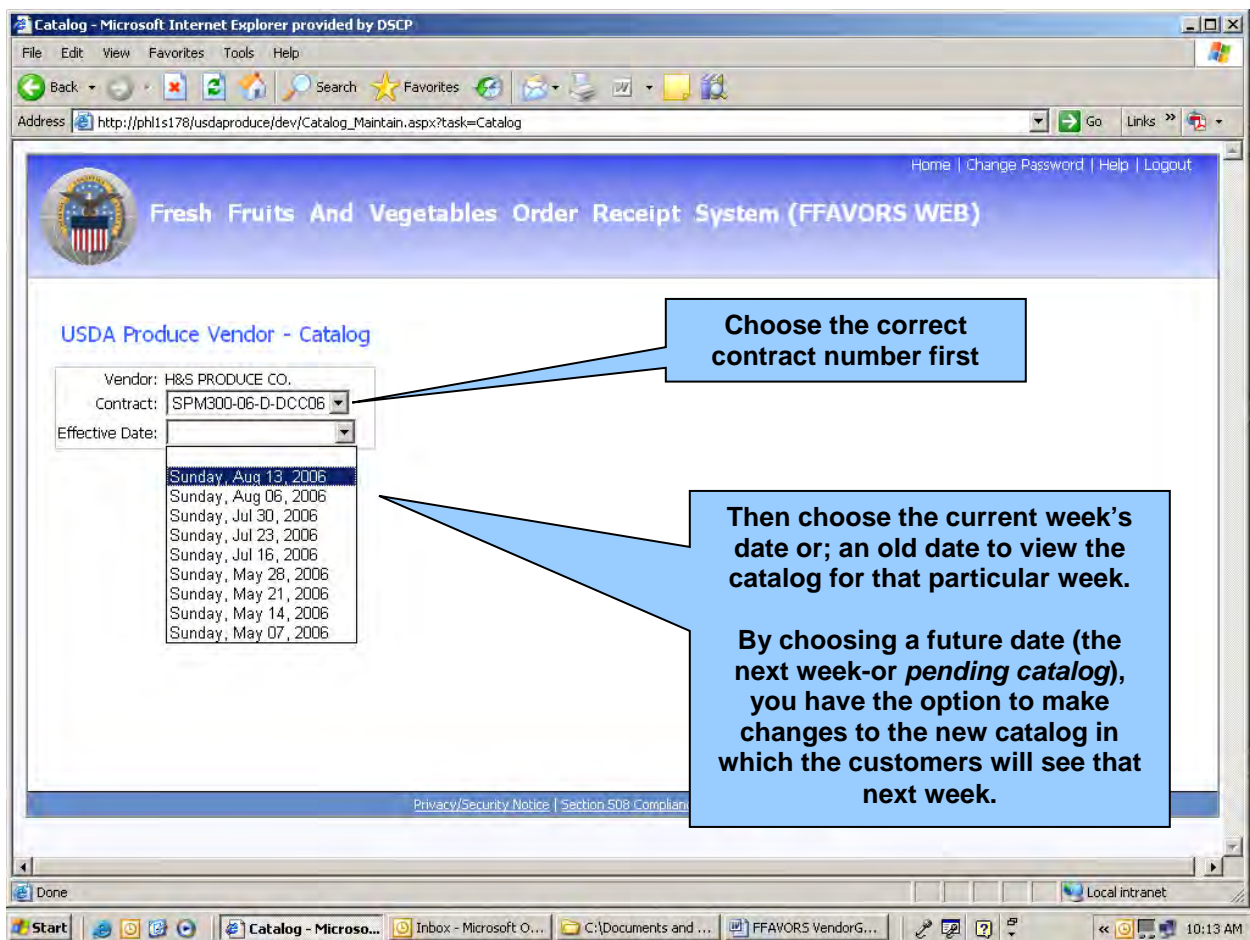 Catalog - Microsoft Internet Explorer provided by DSCP
File Edit View Favorites Tools Help
Back Search Favorites
Address http://phl1s178/usdaproduce/dev/Catalog_Maintain.aspx?task=Catalog Go Links »
Home | Change Password | Help | Logout
Fresh Fruits And Vegetables Order Receipt System (FFAVORS WEB)
USDA Produce Vendor - Catalog
Vendor: H&S PRODUCE CO.
Contract: SPM300-06-D-DCC06
Effective Date:
Sunday, Aug 13, 2006
Sunday, Aug 06, 2006
Sunday, Jul 30, 2006
Sunday, Jul 23, 2006
Sunday, Jul 16, 2006
Sunday, May 28, 2006
Sunday, May 21, 2006
Sunday, May 14, 2006
Sunday, May 07, 2006
Choose the correct
contract number first
Then choose the current week's
date or; an old date to view the
catalog for that particular week.
By choosing a future date (the
next week-or pending catalog),
you have the option to make
changes to the new catalog in
which the customers will see that
next week.
Privacy/Security Notice | Section 508
Done Local intranet
Start Catalog - Microso... Inbox - Microsoft O... C:\Documents and ... FFAVORS VendorG... « 10:13 AM